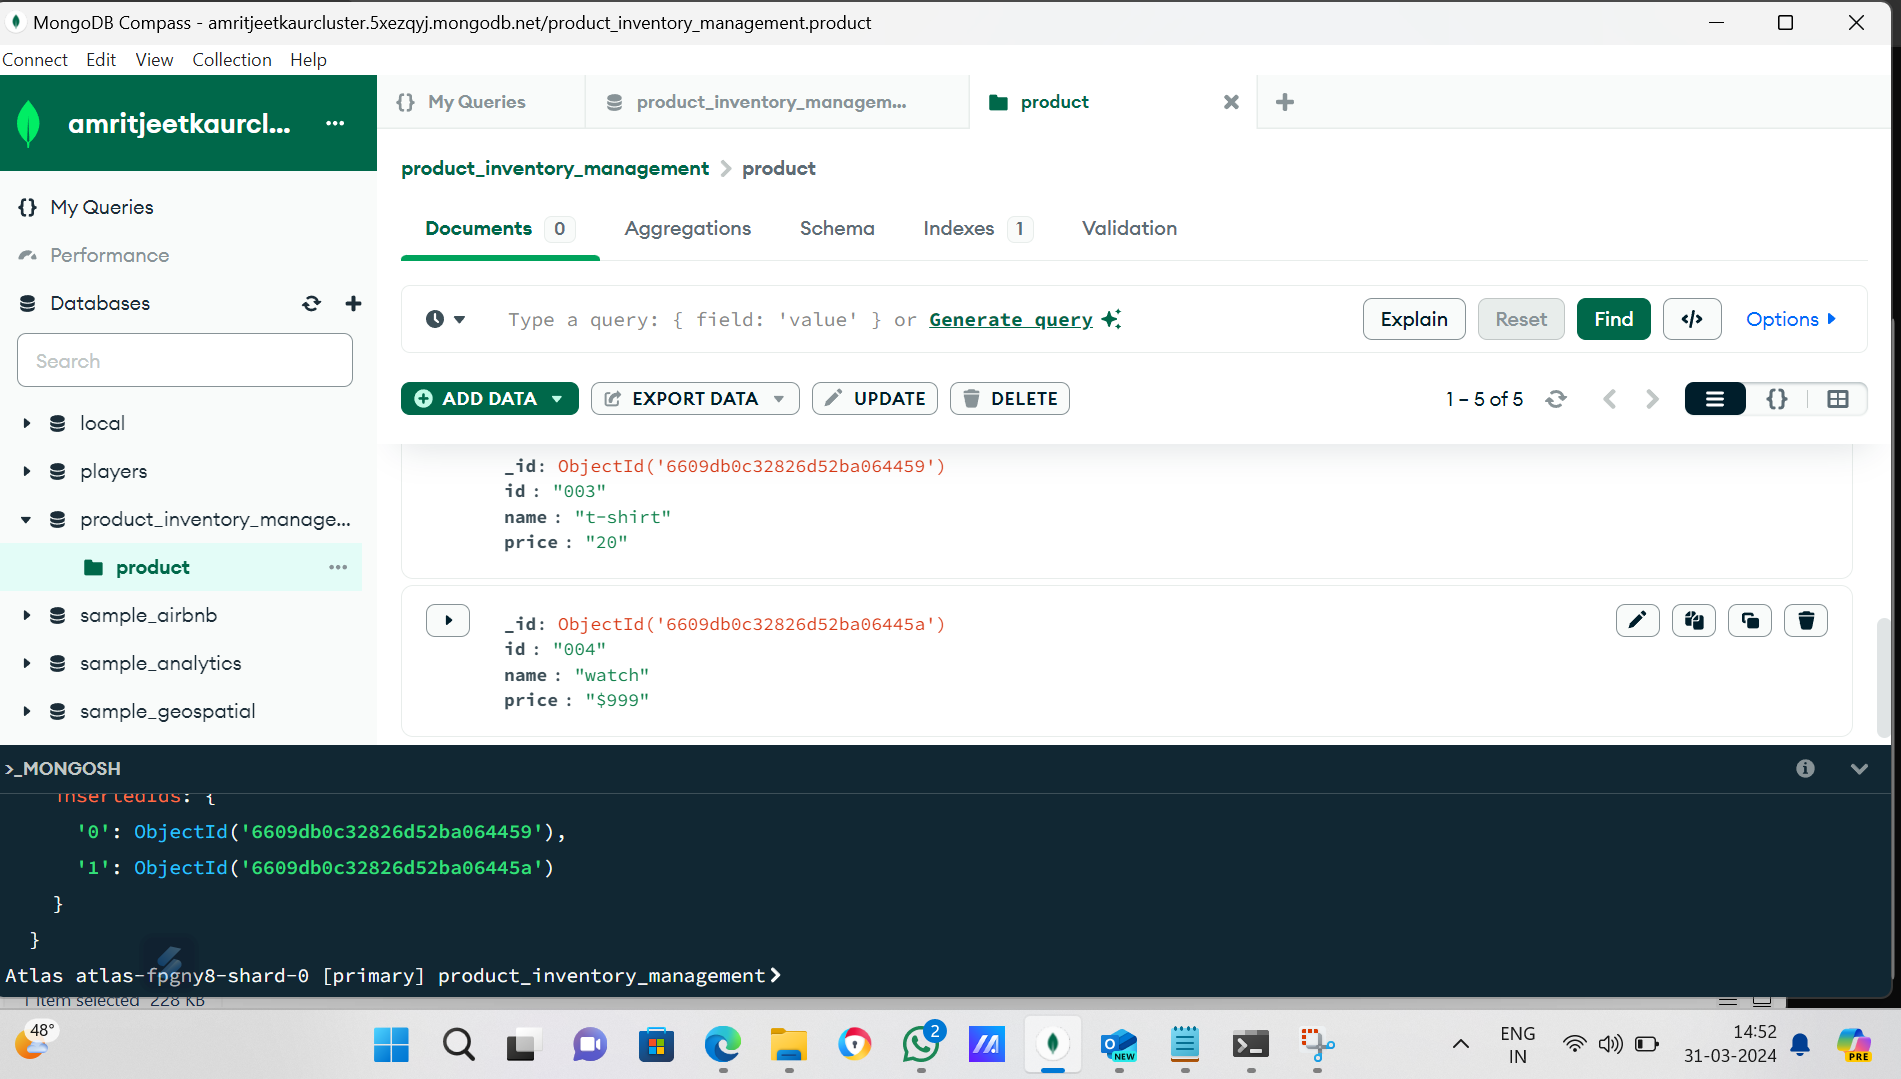 MongoDB Compass - amritjeetkaurcluster.5xezqyj.mongodb.net/product_inventory_management.product
Connect Edit View Collection Help
amritjeetkaurcl...
My Queries
Performance
Databases
Search
local
players
product_inventory_manage...
product
sample_airbnb
sample_analytics
sample_geospatial
{} My Queries
product_inventory_managem...
product
product_inventory_management > product
Documents 0 Aggregations Schema Indexes 1 Validation
Type a query: { field: 'value' } or Generate query
Explain Reset Find </> Options
ADD DATA EXPORT DATA UPDATE DELETE
1 – 5 of 5
{}
_id: ObjectId('6609db0c32826d52ba064459')
id : "003"
name : "t-shirt"
price : "20"
_id: ObjectId('6609db0c32826d52ba06445a')
id : "004"
name : "watch"
price : "$999"
>_MONGOSH
insertedIds: {
'0': ObjectId('6609db0c32826d52ba064459'),
'1': ObjectId('6609db0c32826d52ba06445a')
}
}
Atlas atlas-fpgny8-shard-0 [primary] product_inventory_management>
1 item selected 228 KB
48°
2
NEW
ENG
IN
14:52
31-03-2024
PRE